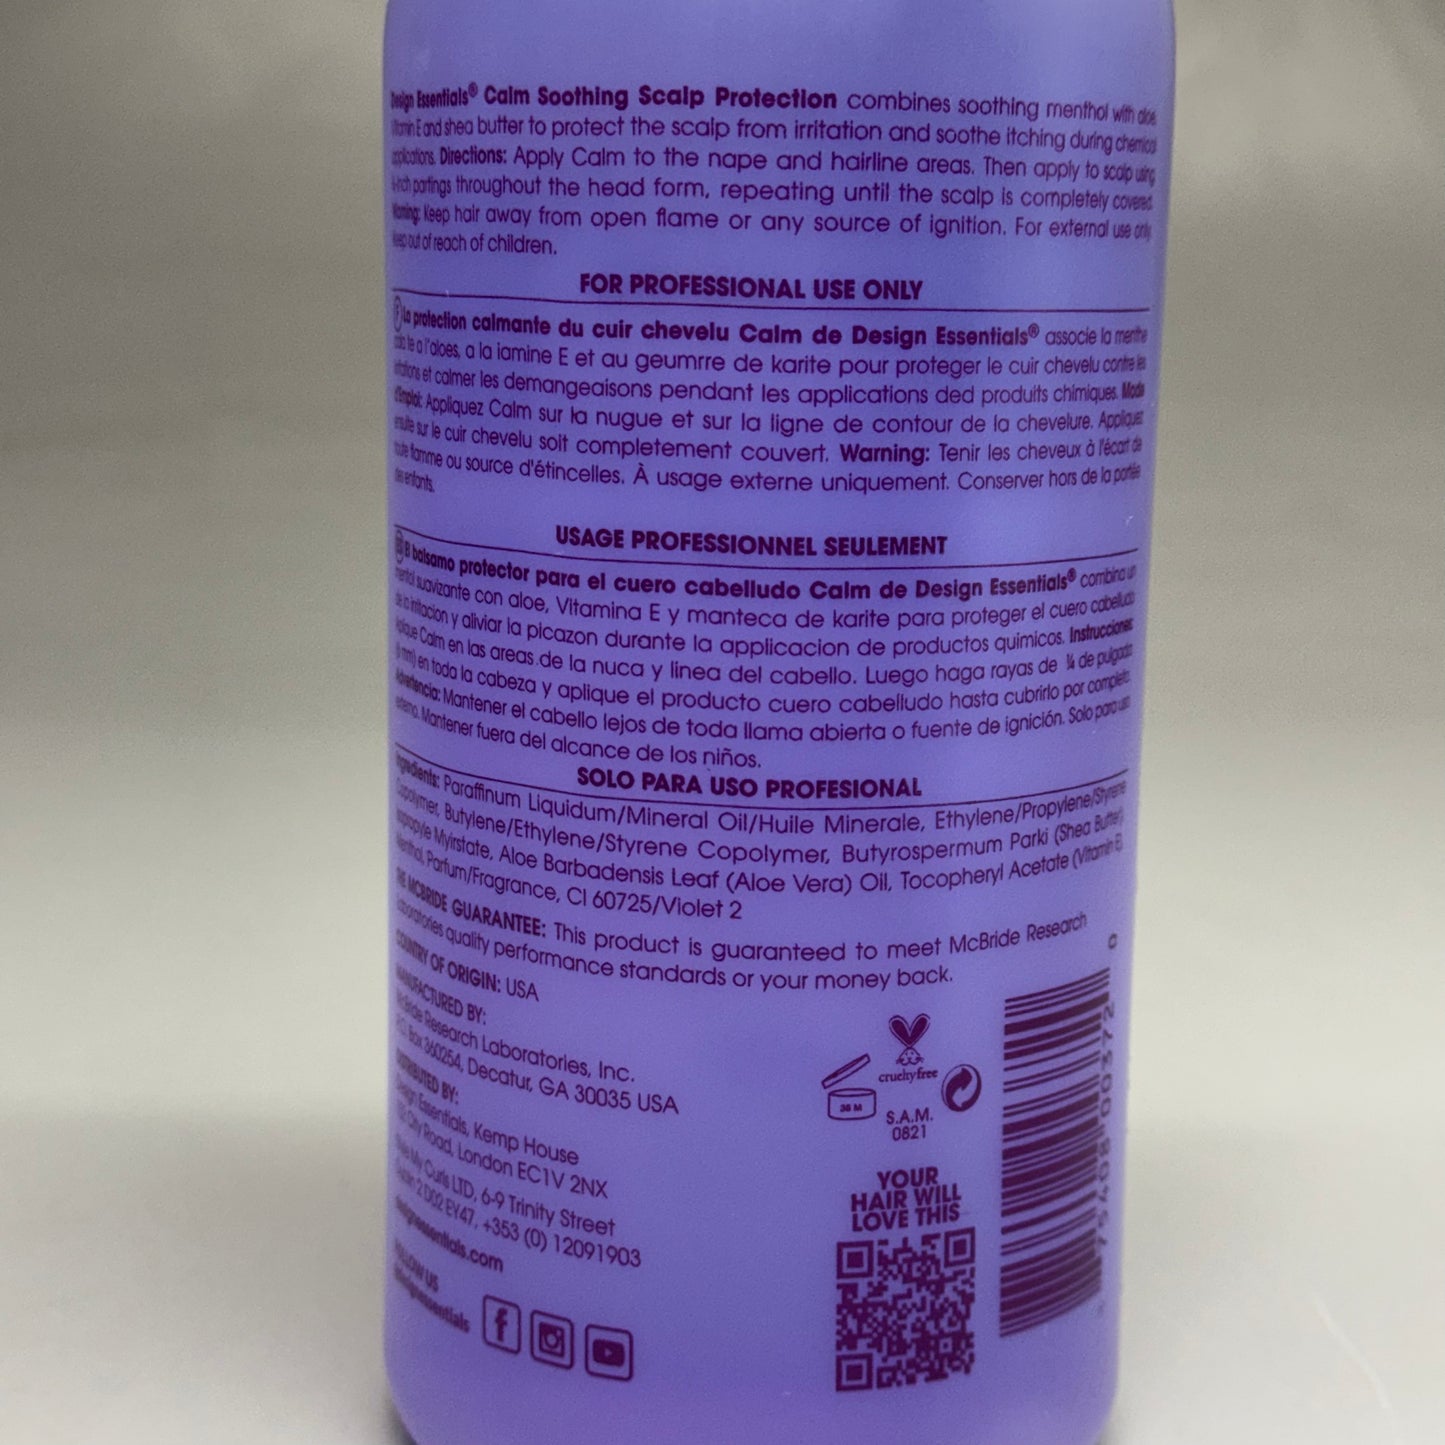 Design Essentials® Calm Soothing Scalp Protection combines soothing menthol with aloe
Vitamin E and shea butter to protect the scalp from irritation and soothe itching during chemical
applications. Directions: Apply Calm to the nape and hairline areas. Then apply to scalp using
partings throughout the head form, repeating until the scalp is completely covered.
Warning: Keep hair away from open flame or any source of ignition. For external use only
Keep out of reach of children.
FOR PROFESSIONAL USE ONLY
F La protection calmante du cuir chevelu Calm de Design Essentials® associe la menthe
a l'aloes, a la iamine E et au geumrre de karite pour proteger le cuir chevelu contre les
irritations et calmer les demangeaisons pendant les applications ded produits chimiques. Mode
d'Emploi: Appliquez Calm sur la nugue et sur la ligne de contour de la chevelure. Appliquez
ensuite sur le cuir chevelu soit completement couvert. Warning: Tenir les cheveux à l'écart de
toute famme ou source d'étincelles. À usage externe uniquement. Conserver hors de la portée
des enfants.
USAGE PROFESSIONNEL SEULEMENT
El balsamo protector para el cuero cabelludo Calm de Design Essentials® combina un
mentol suavizante con aloe, Vitamina E y manteca de karite para proteger el cuero cabelludo
de la irritacion y aliviar la picazon durante la applicacion de productos quimicos. Instrucciones:
Aplique Calm en las areas de la nuca y linea del cabello. Luego haga rayas de ¼ de pulgada
(6 mm) en toda la cabeza y aplique el producto cuero cabelludo hasta cubrirlo por completo.
Advertencia: Mantener el cabello lejos de toda llama abierta o fuente de ignición. Solo para uso
externo. Mantener fuera del alcance de los niños.
SOLO PARA USO PROFESIONAL
Ingredients: Paraffinum Liquidum/Mineral Oil/Huile Minerale, Ethylene/Propylene/Styrene
Copolymer, Butylene/Ethylene/Styrene Copolymer, Butyrospermum Parki (Shea Butter),
Isopropyle Myirstate, Aloe Barbadensis Leaf (Aloe Vera) Oil, Tocopheryl Acetate (Vitamin E),
Menthol, Parfum/Fragrance, CI 60725/Violet 2
THE MCBRIDE GUARANTEE: This product is guaranteed to meet McBride Research
Laboratories quality performance standards or your money back.
COUNTRY OF ORIGIN: USA
MANUFACTURED BY:
McBride Research Laboratories, Inc.
P.O. Box 360254, Decatur, GA 30035 USA
DISTRIBUTED BY:
Design Essentials, Kemp House
City Road, London EC1V 2NX
Make My Curls LTD, 6-9 Trinity Street
2 D02 EY47, +353 (0) 12091903
designessentials.com
FOLLOW US
@designessentials
crueltyfree
36 M
S.A.M.
0821
YOUR
HAIR WILL
LOVE THIS